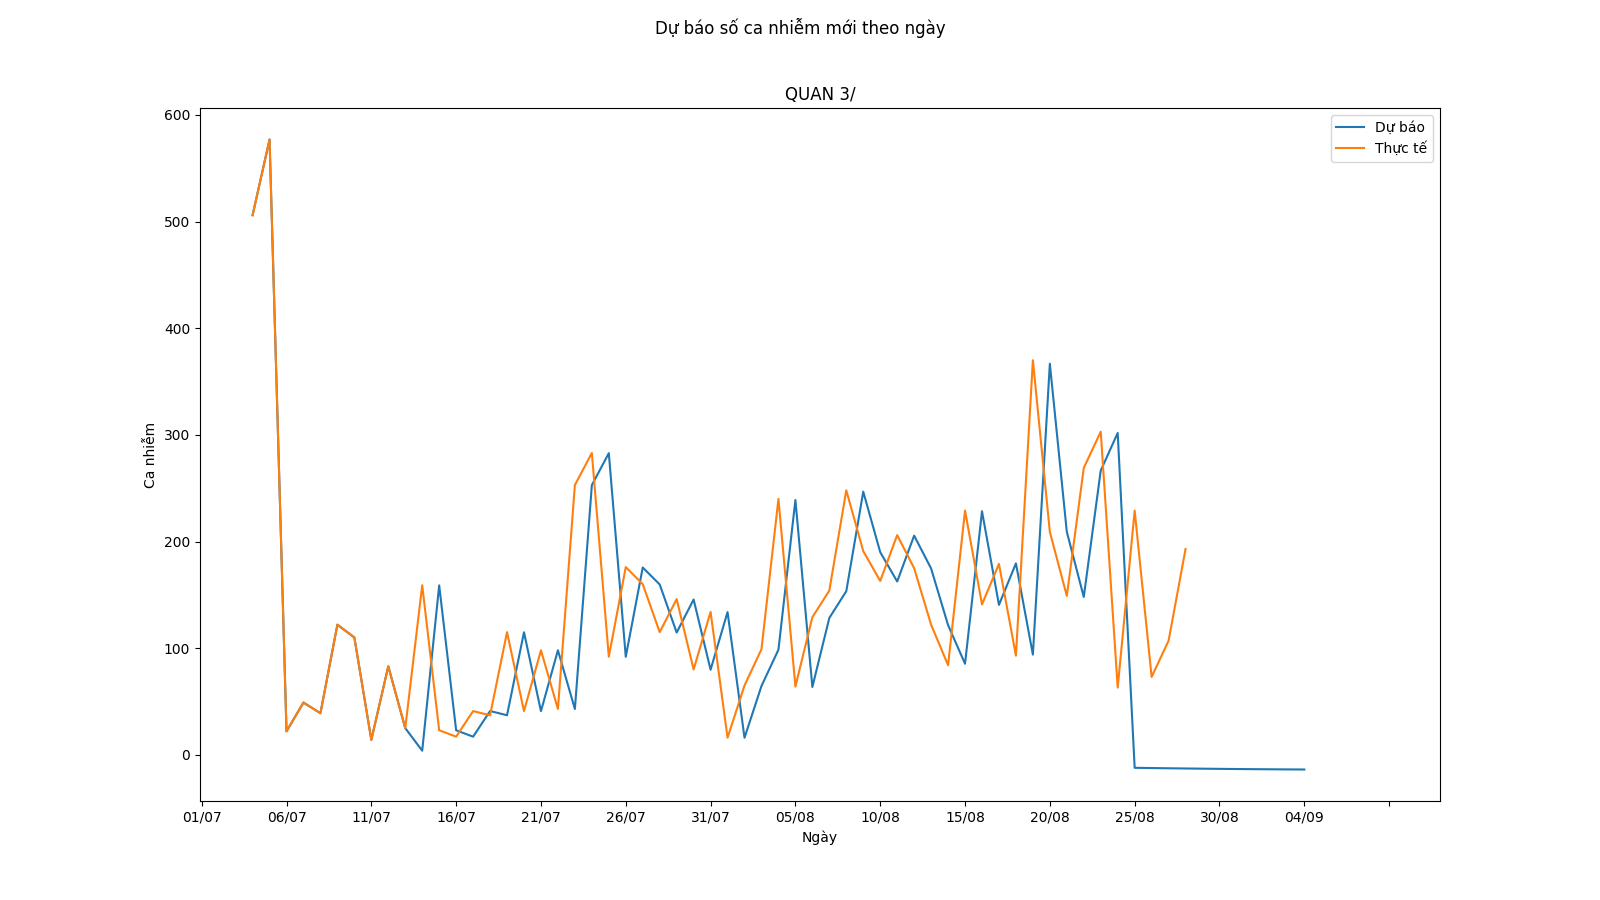 Dự báo số ca nhiễm mới theo ngày
QUAN 3/
Dự báo
Thực tế
Ca nhiễm
600
500
400
300
200
100
0
01/07 06/07 11/07 16/07 21/07 26/07 31/07 05/08 10/08 15/08 20/08 25/08 30/08 04/09
Ngày